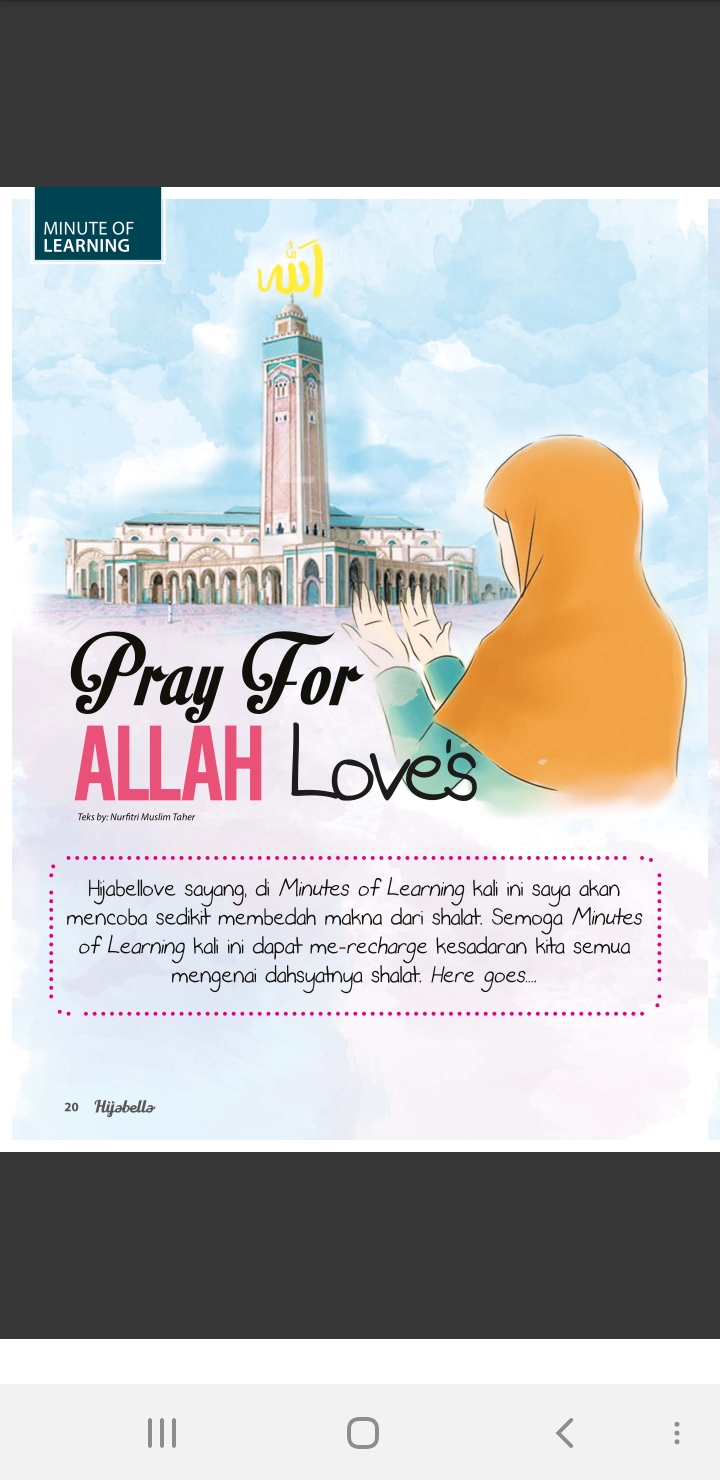 MINUTE OF
LEARNING
الله
Pray For
ALLAH Love's
Teks by: Nurfitri Muslim Taher
Hijabellove sayang, di Minutes of Learning kali ini saya akan
mencoba sedikit membedah makna dari shalat. Semoga Minutes
of Learning kali ini dapat me-recharge kesadaran kita semua
mengenai dahsyatnya shalat. Here goes....
20 Hijabella